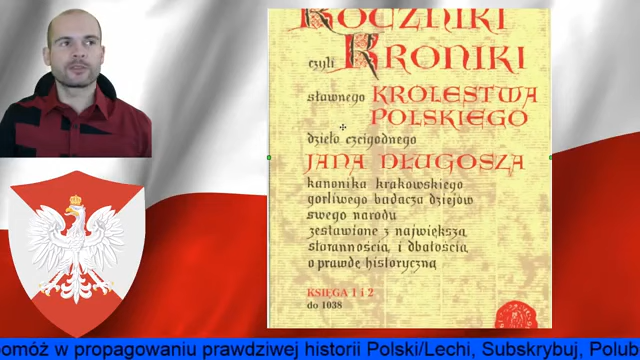 ROCZNIKI
czyli KRONIKI
sławnego KRÓLESTWA
POLSKIEGO
dzieło czcigodnego
JANA DŁUGOSZA
kanonika krakowskiego
gorliwego badacza dziejów
swego narodu
zestawione z największą
starannością i dbałością
o prawdę historyczną
KSIĘGA 1 i 2
do 1038
pomóż w propagowaniu prawdziwej historii Polski/Lechi, Subskrybuj, Polub